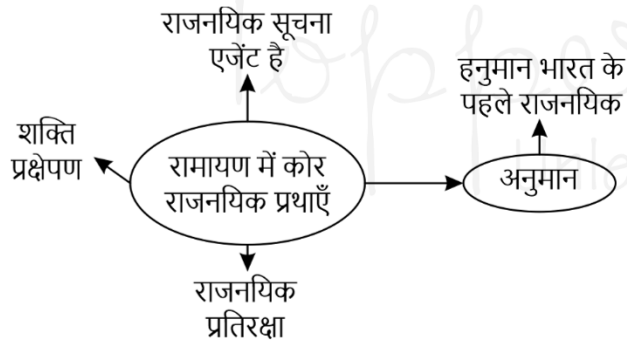 राजनयिक सूचना
एजेंट है
हनुमान भारत के
पहले राजनयिक
शक्ति
प्रक्षेपण
रामायण में कोर
राजनयिक प्रथाएँ
अनुमान
राजनयिक
प्रतिरक्षा